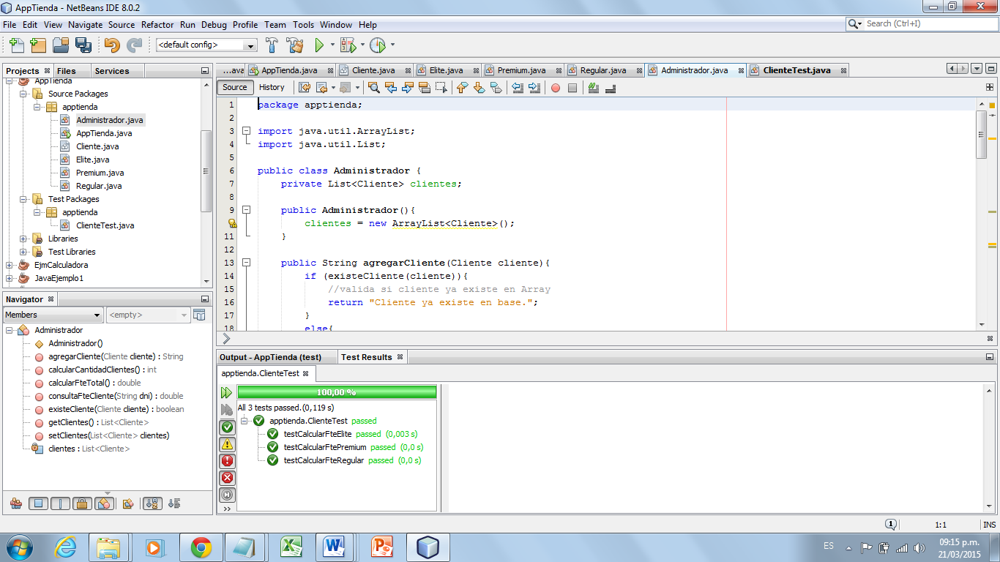 AppTienda - NetBeans IDE 8.0.2
File Edit View Navigate Source Refactor Run Debug Profile Team Tools Window Help
Search (Ctrl+I)
<default config>
Projects Files Services
AppTienda
Source Packages
apptienda
Administrador.java
AppTienda.java
Cliente.java
Elite.java
Premium.java
Regular.java
Test Packages
apptienda
ClienteTest.java
Libraries
Test Libraries
EjmCalculadora
JavaEjemplo1
Navigator
Members <empty>
Administrador
Administrador()
agregarCliente(Cliente cliente) : String
calcularCantidadClientes() : int
calcularFteTotal() : double
consultaFteCliente(String dni) : double
existeCliente(Cliente cliente) : boolean
getClientes() : List<Cliente>
setClientes(List<Cliente> clientes)
clientes : List<Cliente>
...ava AppTienda.java Cliente.java Elite.java Premium.java Regular.java Administrador.java ClienteTest.java
Source History
1 package apptienda;
2
3 import java.util.ArrayList;
4 import java.util.List;
5
6 public class Administrador {
7 private List<Cliente> clientes;
8
9 public Administrador(){
clientes = new ArrayList<Cliente>();
11 }
12
13 public String agregarCliente(Cliente cliente){
14 if (existeCliente(cliente)){
15 //valida si cliente ya existe en Array
16 return "Cliente ya existe en base.";
17 }
18 else{
Output - AppTienda (test) Test Results
apptienda.ClienteTest
100,00 %
All 3 tests passed.(0,119 s)
apptienda.ClienteTest passed
testCalcularFteElite passed (0,003 s)
testCalcularFtePremium passed (0,0 s)
testCalcularFteRegular passed (0,0 s)
1 1:1 INS
ES
09:15 p.m.
21/03/2015